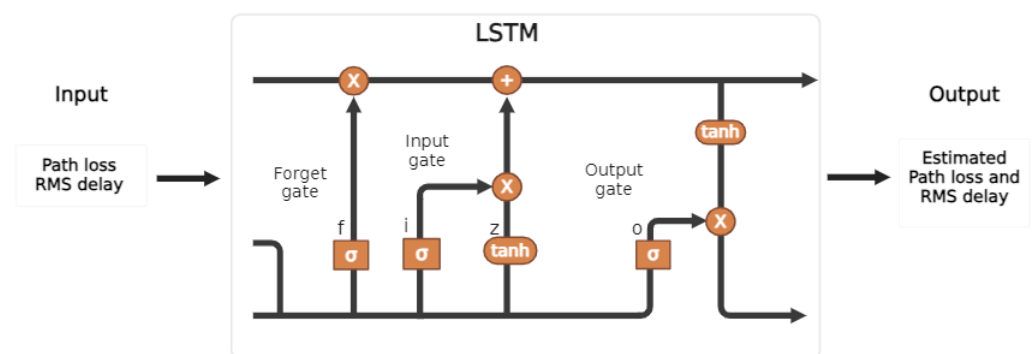 LSTM
Input
Path loss
RMS delay
X
+
tanh
Input
gate
Forget
gate
Output
gate
X
X
f
i
z
o
σ
σ
tanh
σ
Output
Estimated
Path loss and
RMS delay